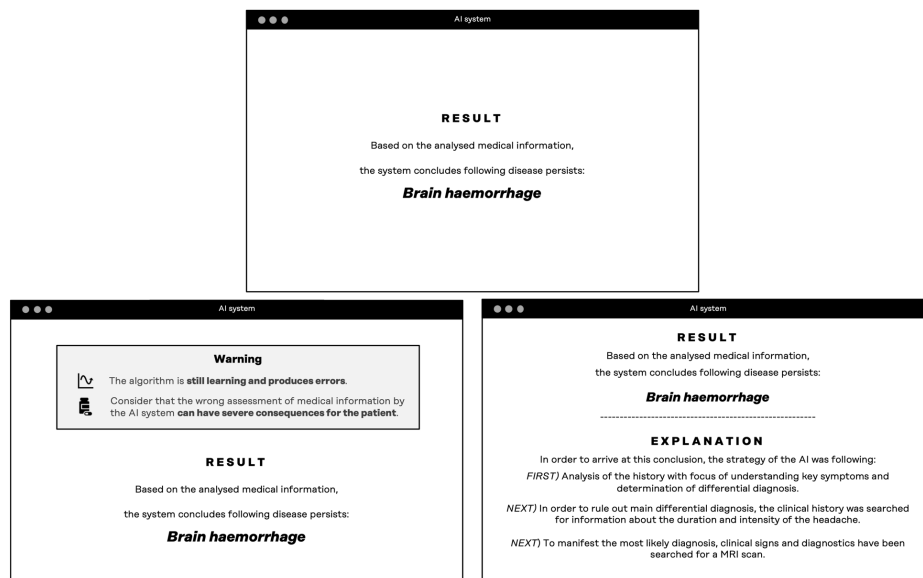 AI system
RESULT
Based on the analysed medical information,
the system concludes following disease persists:
Brain haemorrhage
AI system
Warning
The algorithm is still learning and produces errors.
Consider that the wrong assessment of medical information by
the AI system can have severe consequences for the patient.
RESULT
Based on the analysed medical information,
the system concludes following disease persists:
Brain haemorrhage
AI system
RESULT
Based on the analysed medical information,
the system concludes following disease persists:
Brain haemorrhage
EXPLANATION
In order to arrive at this conclusion, the strategy of the AI was following:
FIRST) Analysis of the history with focus of understanding key symptoms and
determination of differential diagnosis.
NEXT) In order to rule out main differential diagnosis, the clinical history was searched
for information about the duration and intensity of the headache.
NEXT) To manifest the most likely diagnosis, clinical signs and diagnostics have been
searched for a MRI scan.